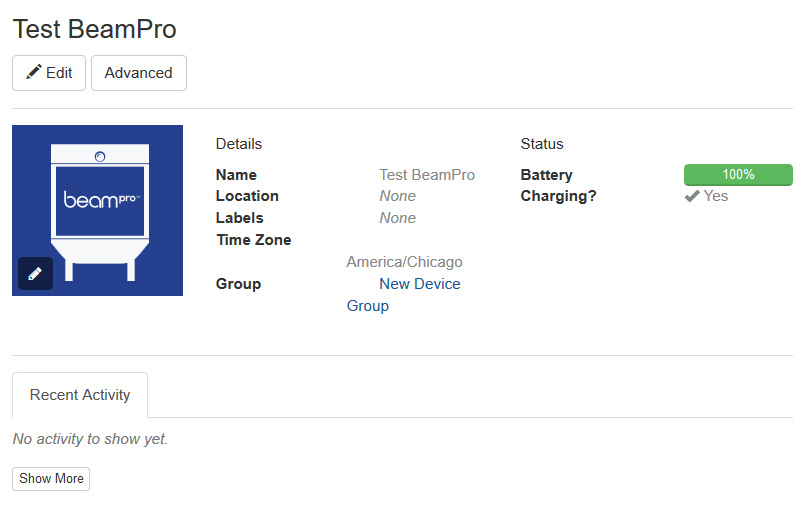 Test BeamPro
Edit Advanced
beampro™
Details
Name Test BeamPro
Location None
Labels None
Time Zone
America/Chicago
Group New Device
Group
Status
Battery 100%
Charging? Yes
Recent Activity
No activity to show yet.
Show More